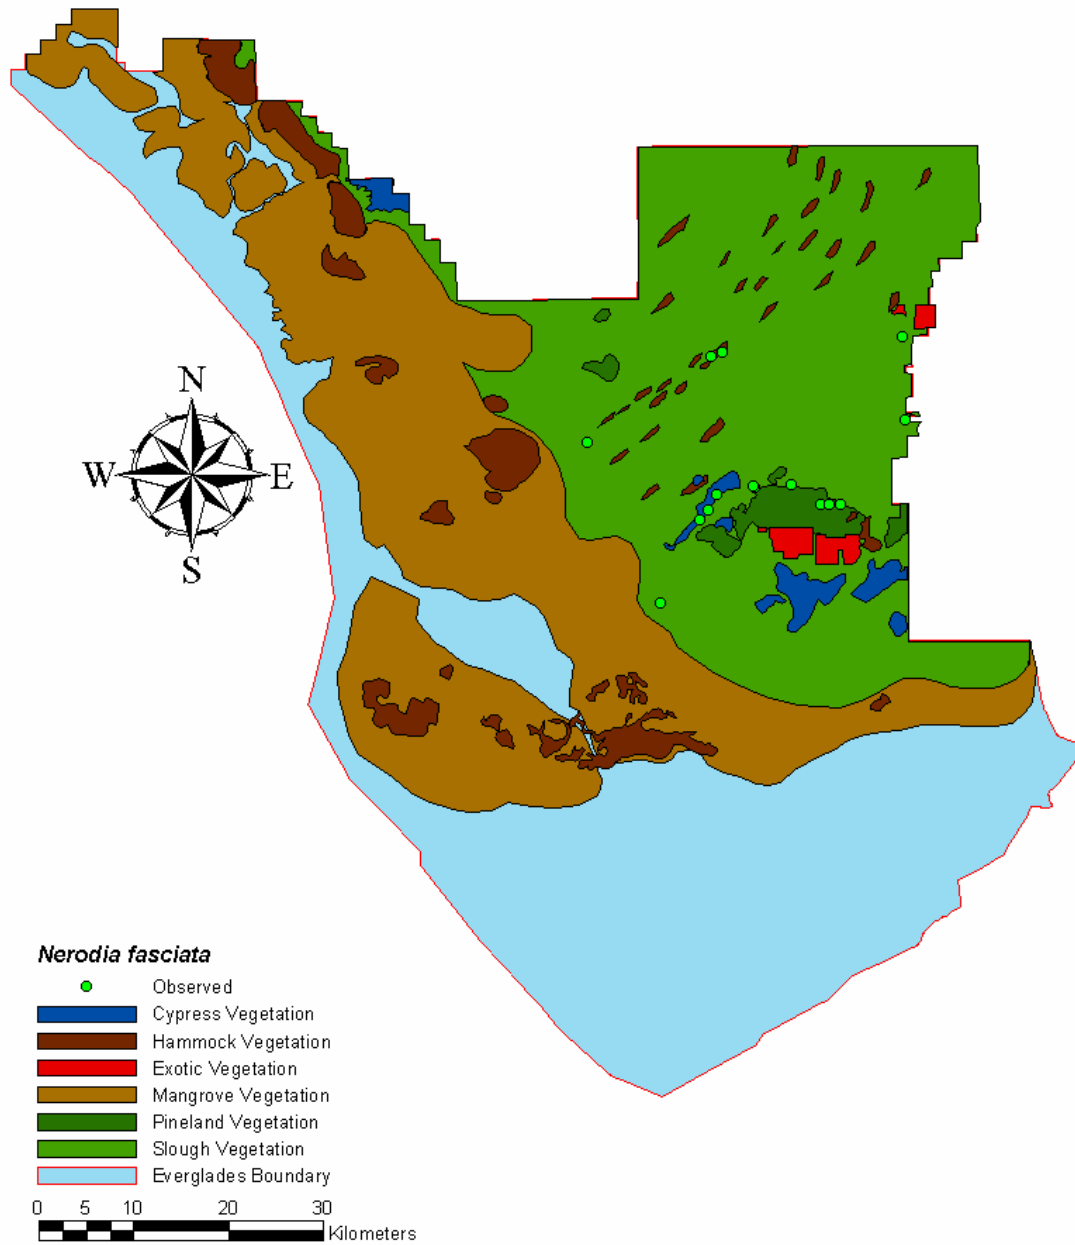 N
W E
S
Nerodia fasciata
Observed
Cypress Vegetation
Hammock Vegetation
Exotic Vegetation
Mangrove Vegetation
Pineland Vegetation
Slough Vegetation
Everglades Boundary
0 5 10 20 30
Kilometers